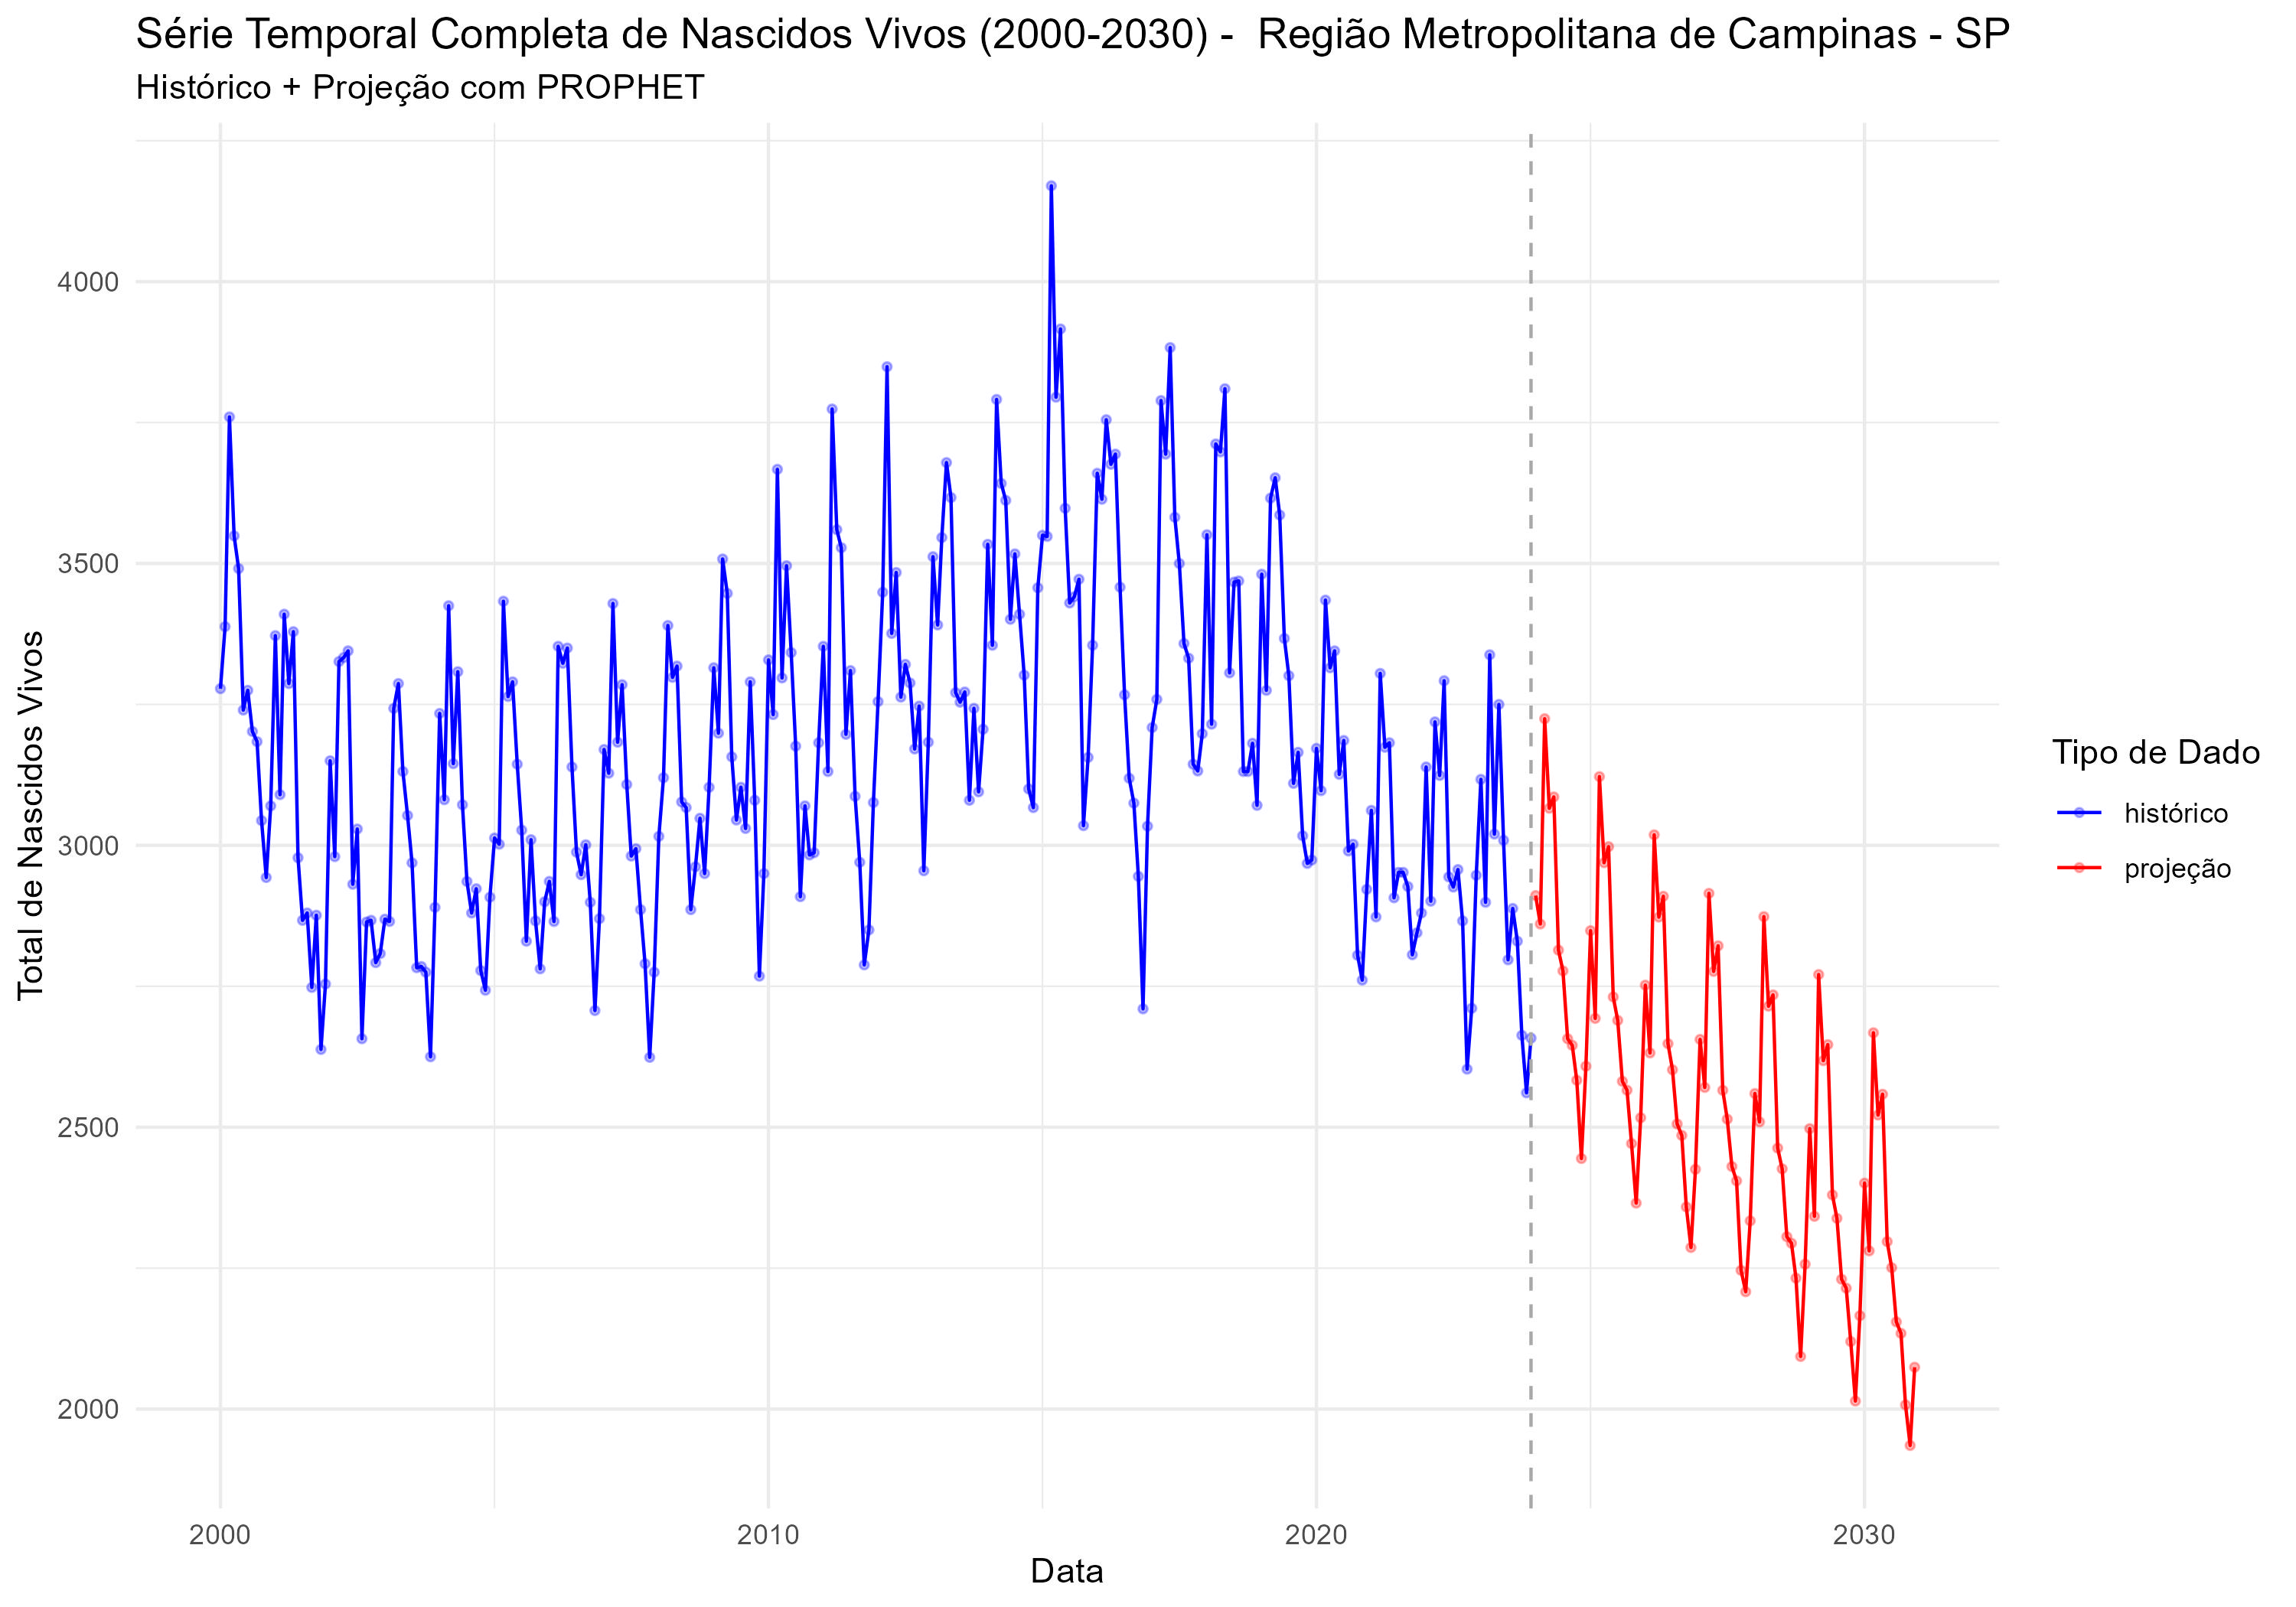 Série Temporal Completa de Nascidos Vivos (2000-2030) -  Região Metropolitana de Campinas - SP
Histórico + Projeção com PROPHET
Total de Nascidos Vivos
4000
3500
3000
2500
2000
2000
2010
2020
2030
Data
Tipo de Dado
histórico
projeção